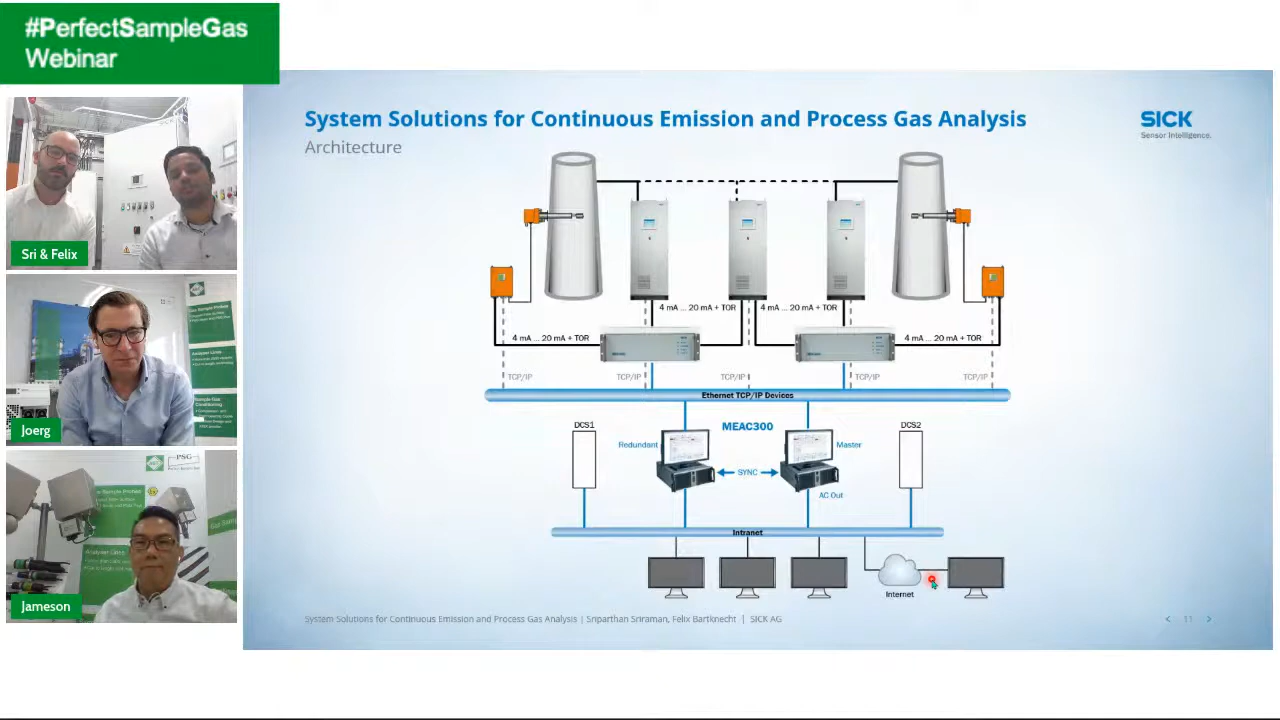 #PerfectSampleGas
Webinar
System Solutions for Continuous Emission and Process Gas Analysis
Architecture
SICK
Sensor Intelligence.
Sri & Felix
Joerg
Jameson
PSG
4 mA ... 20 mA + TOR
4 mA ... 20 mA + TOR
4 mA ... 20 mA + TOR
4 mA ... 20 mA + TOR
TCP/IP
TCP/IP
TCP/IP
TCP/IP
TCP/IP
Ethernet TCP/IP Devices
DCS1
MEAC300
DCS2
Redundant
Master
SYNC
AC Out
Intranet
Internet
System Solutions for Continuous Emission and Process Gas Analysis | Sriparthan Sriraman, Felix Bartknecht | SICK AG
< 11 >